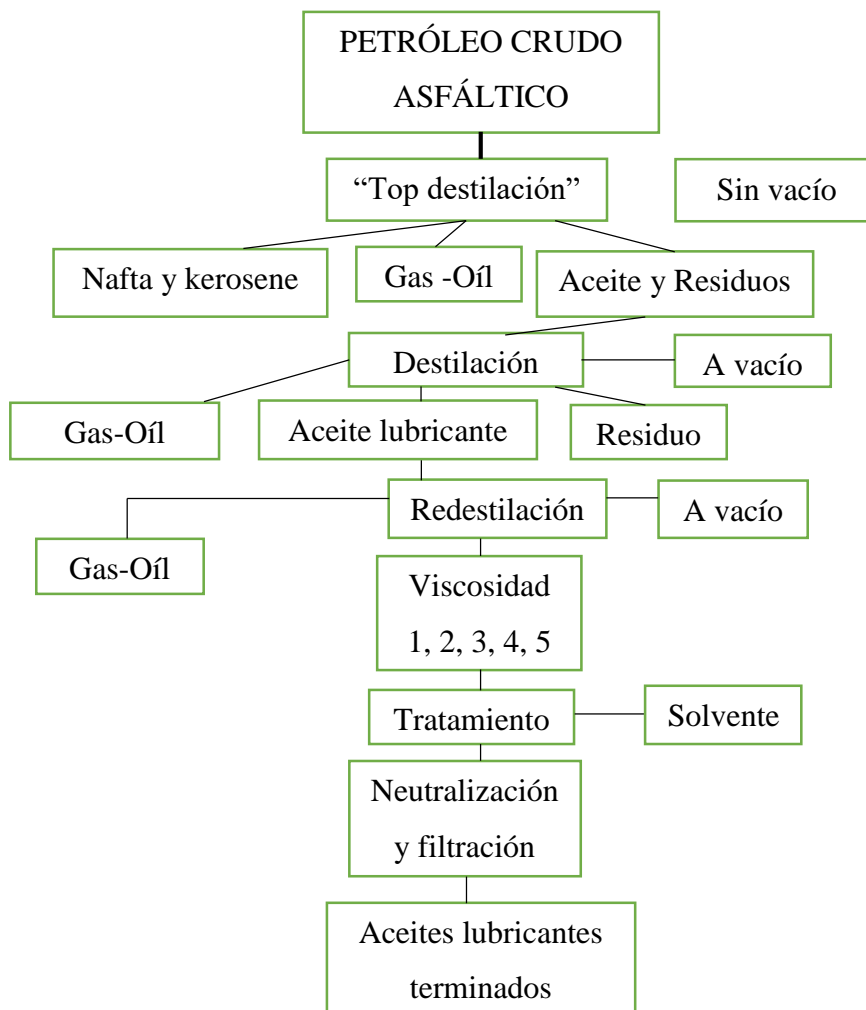 PETRÓLEO CRUDO
ASFÁLTICO
“Top destilación”
Sin vacío
Nafta y kerosene
Gas -Oíl
Aceite y Residuos
Destilación
A vacío
Gas-Oíl
Aceite lubricante
Residuo
Redestilación
A vacío
Gas-Oíl
Viscosidad
1, 2, 3, 4, 5
Tratamiento
Solvente
Neutralización
y filtración
Aceites lubricantes
terminados